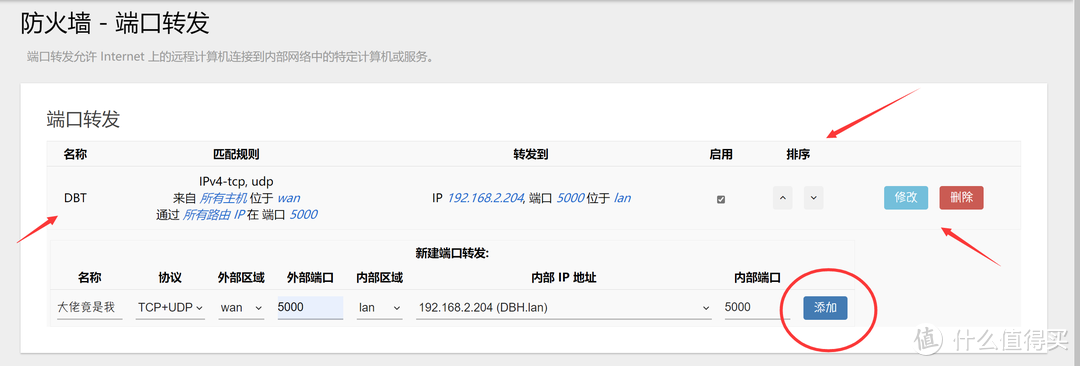 防火墙 - 端口转发
端口转发允许 Internet 上的远程计算机连接到内部网络中的特定计算机或服务。
端口转发
名称 匹配规则 转发到 启用 排序
IPv4-tcp, udp
DBT 来自 所有主机 位于 wan IP 192.168.2.204, 端口 5000 位于 lan 修改 删除
通过 所有路由 IP 在 端口 5000
新建端口转发:
名称 协议 外部区域 外部端口 内部区域 内部 IP 地址 内部端口
大佬竟是我 TCP+UDP wan 5000 lan 192.168.2.204 (DBH.lan) 5000 添加
值 什么值得买